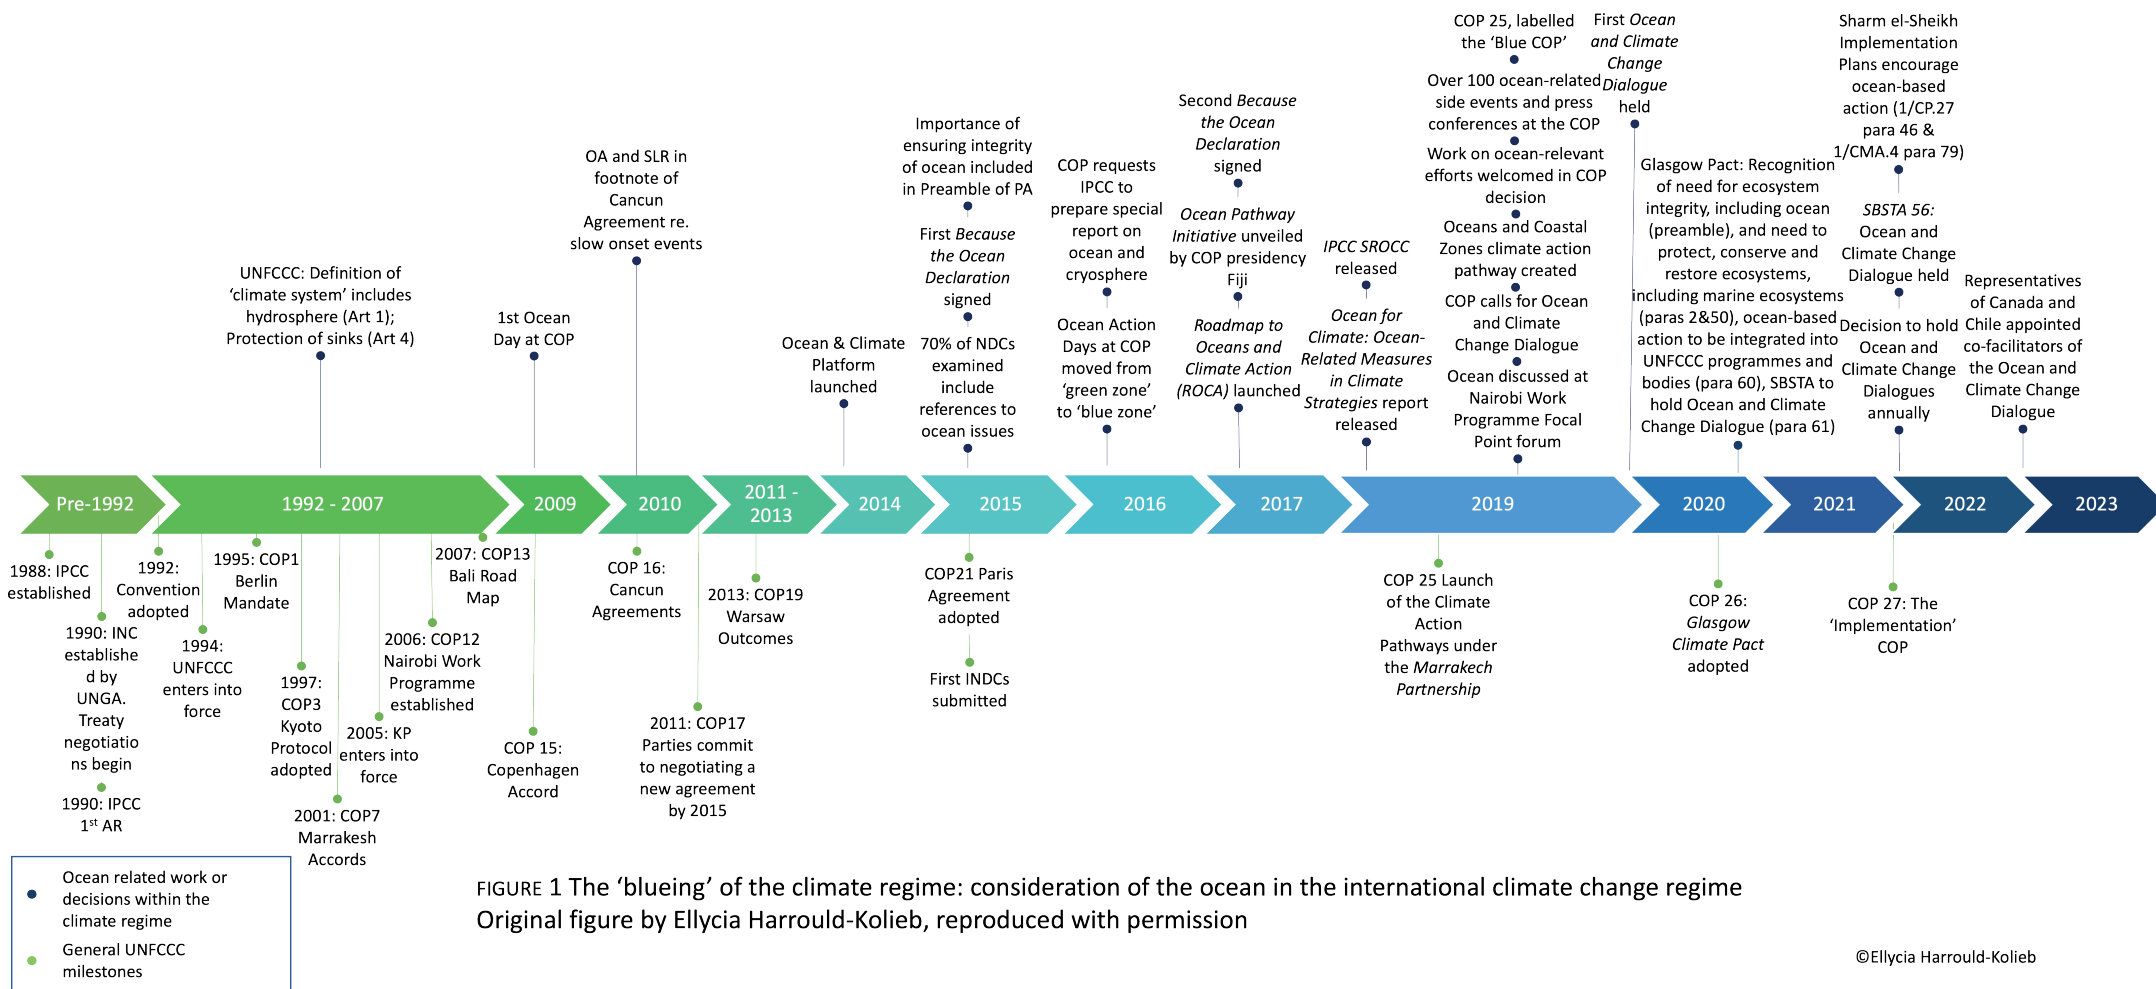 COP 25, labelled
the ‘Blue COP’
Over 100 ocean-related
side events and press
conferences at the COP
Work on ocean-relevant
efforts welcomed in COP
decision
Oceans and Coastal
Zones climate action
pathway created
COP calls for Ocean
and Climate
Change Dialogue
Ocean discussed at
Nairobi Work
Programme Focal
Point forum
First Ocean
and Climate
Change
Dialogue
held
Sharm el-Sheikh
Implementation
Plans encourage
ocean-based
action (1/CP.27
para 46 &
1/CMA.4 para 79)
SBSTA 56:
Ocean and
Climate Change
Dialogue held
Decision to hold
Ocean and
Climate Change
Dialogues
annually
UNFCCC: Definition of
‘climate system’ includes
hydrosphere (Art 1);
Protection of sinks (Art 4)
1st Ocean
Day at COP
OA and SLR in
footnote of
Cancun
Agreement re.
slow onset events
Ocean & Climate
Platform
launched
Importance of
ensuring integrity
of ocean included
in Preamble of PA
First Because
the Ocean
Declaration
signed
70% of NDCs
examined
include
references to
ocean issues
COP requests
IPCC to
prepare special
report on
ocean and
cryosphere
Ocean Action
Days at COP
moved from
‘green zone’
to ‘blue zone’
Second Because
the Ocean
Declaration
signed
Ocean Pathway
Initiative unveiled
by COP presidency
Fiji
Roadmap to
Oceans and
Climate Action
(ROCA) launched
IPCC SROCC
released
Ocean for
Climate: Ocean-
Related Measures
in Climate
Strategies report
released
Glasgow Pact: Recognition
of need for ecosystem
integrity, including ocean
(preamble), and need to
protect, conserve and
restore ecosystems,
including marine ecosystems
(paras 2&50), ocean-based
action to be integrated into
UNFCCC programmes and
bodies (para 60), SBSTA to
hold Ocean and Climate
Change Dialogue (para 61)
Representatives
of Canada and
Chile appointed
co-facilitators of
the Ocean and
Climate Change
Dialogue
Pre-1992
1992 - 2007
2009
2010
2011 -
2013
2014
2015
2016
2017
2019
2020
2021
2022
2023
1988: IPCC
established
1990: INC
establishe
d by
UNGA.
Treaty
negotiatio
ns begin
1990: IPCC
1st AR
1992:
Convention
adopted
1994:
UNFCCC
enters into
force
1995: COP1
Berlin
Mandate
1997:
COP3
Kyoto
Protocol
adopted
2001: COP7
Marrakesh
Accords
2005: KP
enters into
force
2006: COP12
Nairobi Work
Programme
established
2007: COP13
Bali Road
Map
COP 15:
Copenhagen
Accord
COP 16:
Cancun
Agreements
2011: COP17
Parties commit
to negotiating a
new agreement
by 2015
2013: COP19
Warsaw
Outcomes
COP21 Paris
Agreement
adopted
First INDCs
submitted
COP 25 Launch
of the Climate
Action
Pathways under
the Marrakech
Partnership
COP 26:
Glasgow
Climate Pact
adopted
COP 27: The
‘Implementation’
COP
Ocean related work or
decisions within the
climate regime
General UNFCCC
milestones
FIGURE 1 The ‘blueing’ of the climate regime: consideration of the ocean in the international climate change regime
Original figure by Ellycia Harrould-Kolieb, reproduced with permission
©Ellycia Harrould-Kolieb